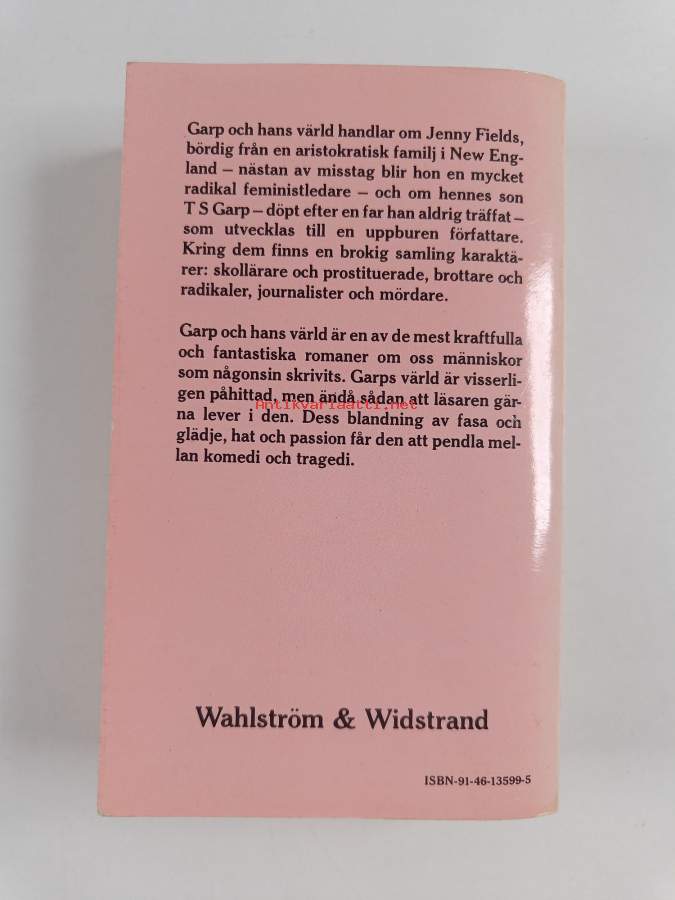 Garp och hans värld handlar om Jenny Fields,
bördig från en aristokratisk familj i New Eng-
land – nästan av misstag blir hon en mycket
radikal feministledare – och om hennes son
T S Garp – döpt efter en far han aldrig träffat –
som utvecklas till en uppburen författare.
Kring dem finns en brokig samling karaktä-
rer: skollärare och prostituerade, brottare och
radikaler, journalister och mördare.
Garp och hans värld är en av de mest kraftfulla
och fantastiska romaner om oss människor
som någonsin skrivits. Garps värld är visserli-
gen påhittad, men ändå sådan att läsaren gär-
Antikvariaatti.net
na lever i den. Dess blandning av fasa och
glädje, hat och passion får den att pendla mel-
lan komedi och tragedi.
Wahlström & Widstrand
ISBN-91-46-13599-5